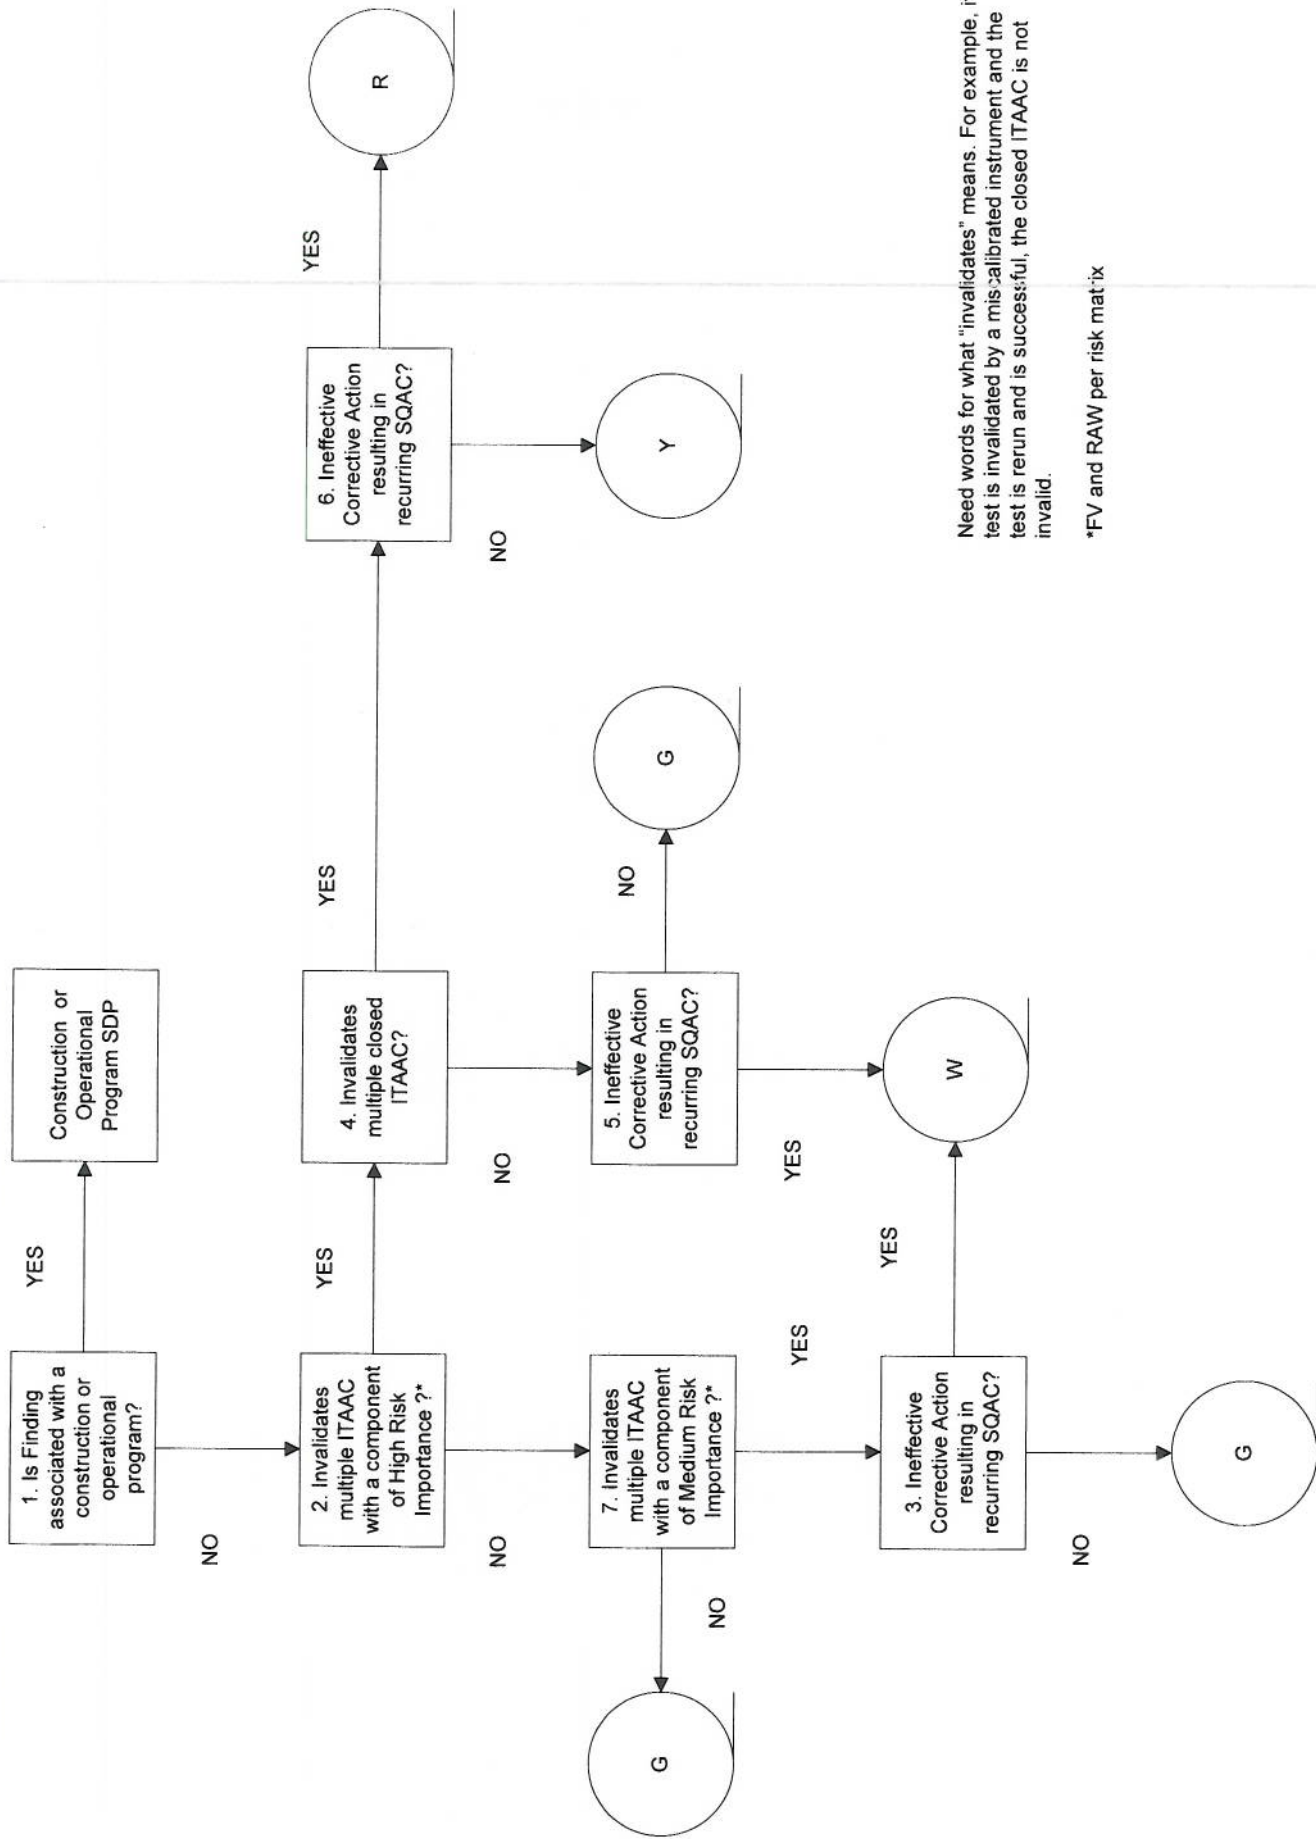 1. Is Finding
associated with a
construction or
operational
program?
YES
Construction or
Operational
Program SDP
NO
2. Invalidates
multiple ITAAC
with a component
of High Risk
Importance ?*
YES
4. Invalidates
multiple closed
ITAAC?
YES
6. Ineffective
Corrective Action
resulting in
recurring SQAC?
YES
R
NO
NO
NO
7. Invalidates
multiple ITAAC
with a component
of Medium Risk
Importance ?*
5. Ineffective
Corrective Action
resulting in
recurring SQAC?
NO
G
Y
NO
G
YES
YES
YES
3. Ineffective
Corrective Action
resulting in
recurring SQAC?
W
NO
G
Need words for what "invalidates" means. For example,
test is invalidated by a miscalibrated instrument and the
test is rerun and is successful, the closed ITAAC is not
invalid.
*FV and RAW per risk matrix